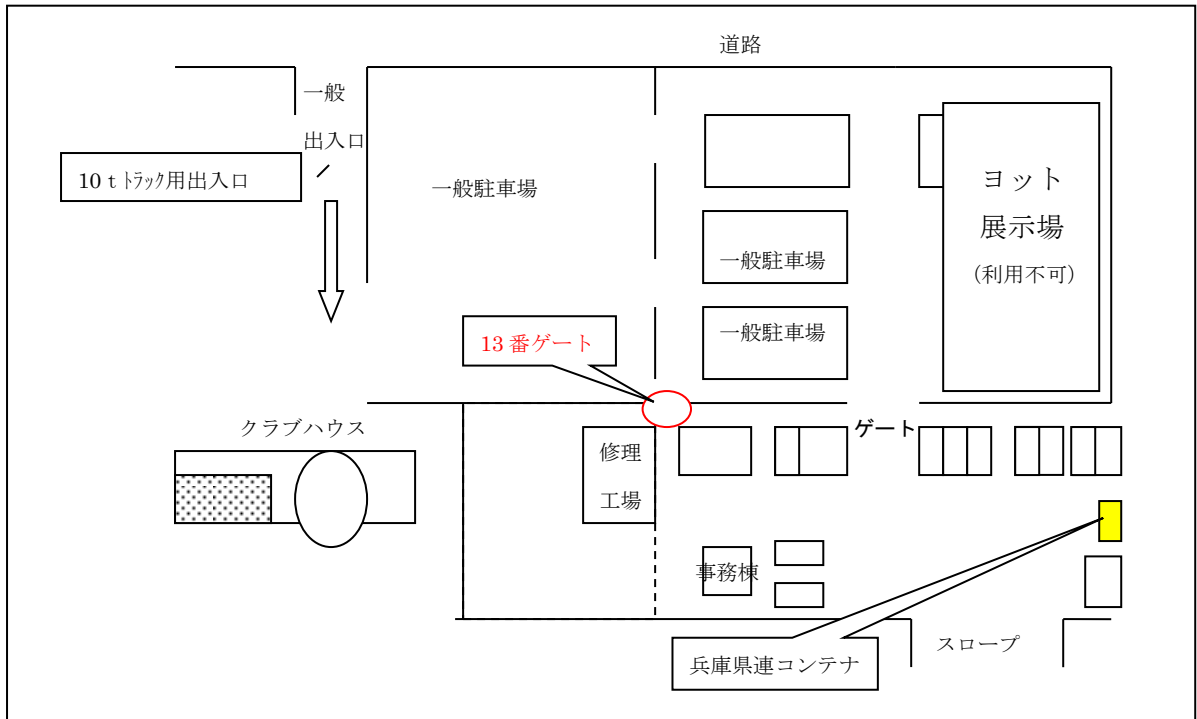 道路
一般
出入口
10ｔﾄﾗｯｸ用出入口
一般駐車場
ヨット
展示場
（利用不可）
一般駐車場
一般駐車場
13番ゲート
クラブハウス
ゲート
修理
工場
事務棟
スロープ
兵庫県連コンテナ